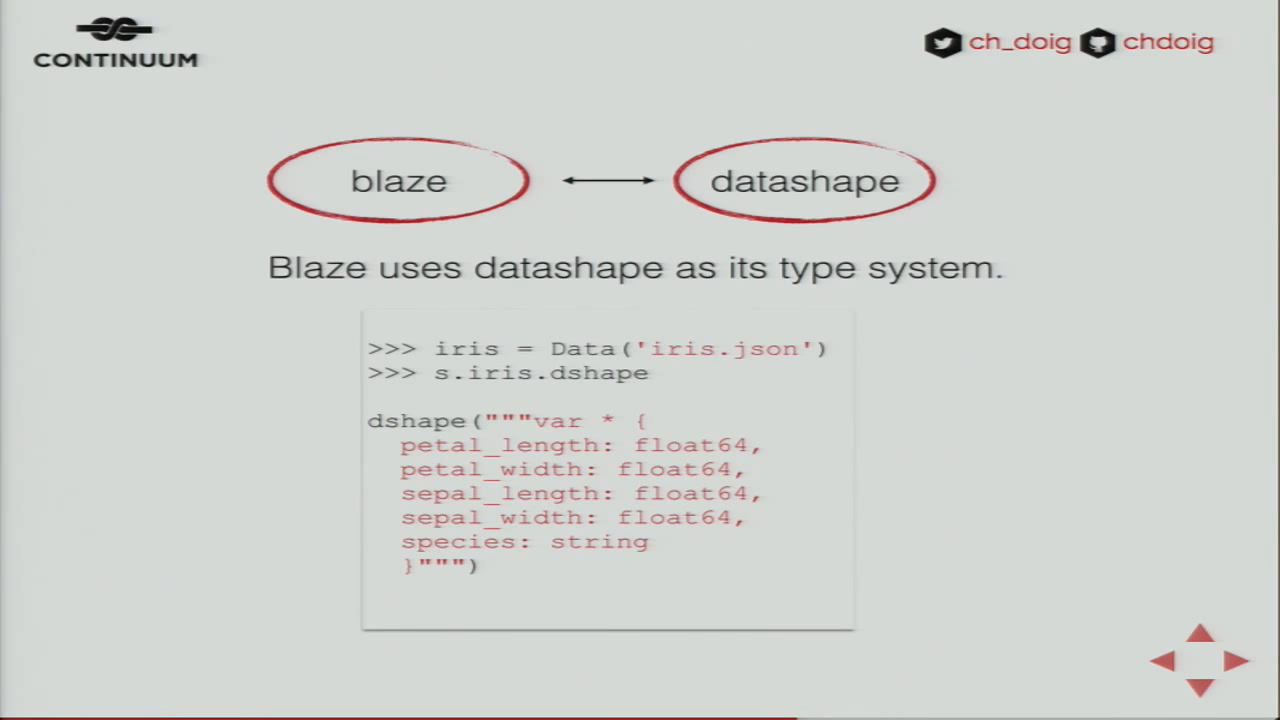 CONTINUUM
ch_doig chdoig
blaze datashape
Blaze uses datashape as its type system.
>>> iris = Data('iris.json')
>>> s.iris.dshape
dshape("""var * {
petal_length: float64,
petal_width: float64,
sepal_length: float64,
sepal_width: float64,
species: string
}""")